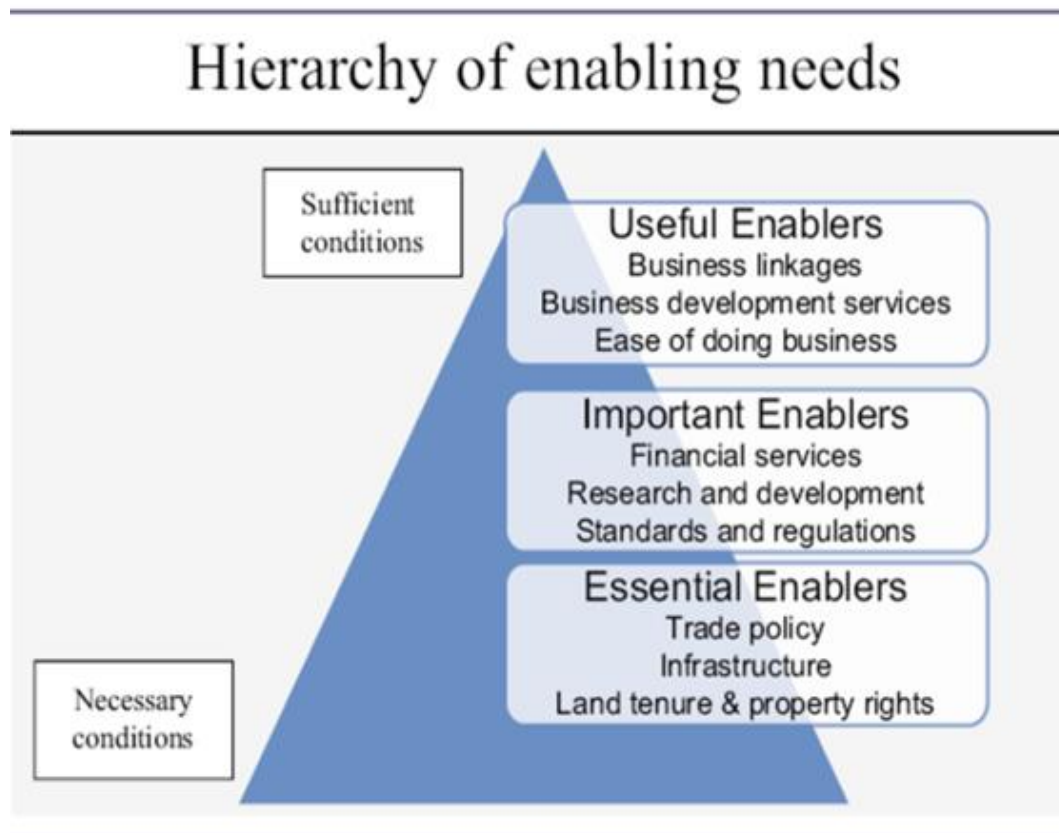 Hierarchy of enabling needs
Sufficient
conditions
Useful Enablers
Business linkages
Business development services
Ease of doing business
Important Enablers
Financial services
Research and development
Standards and regulations
Essential Enablers
Trade policy
Infrastructure
Land tenure & property rights
Necessary
conditions